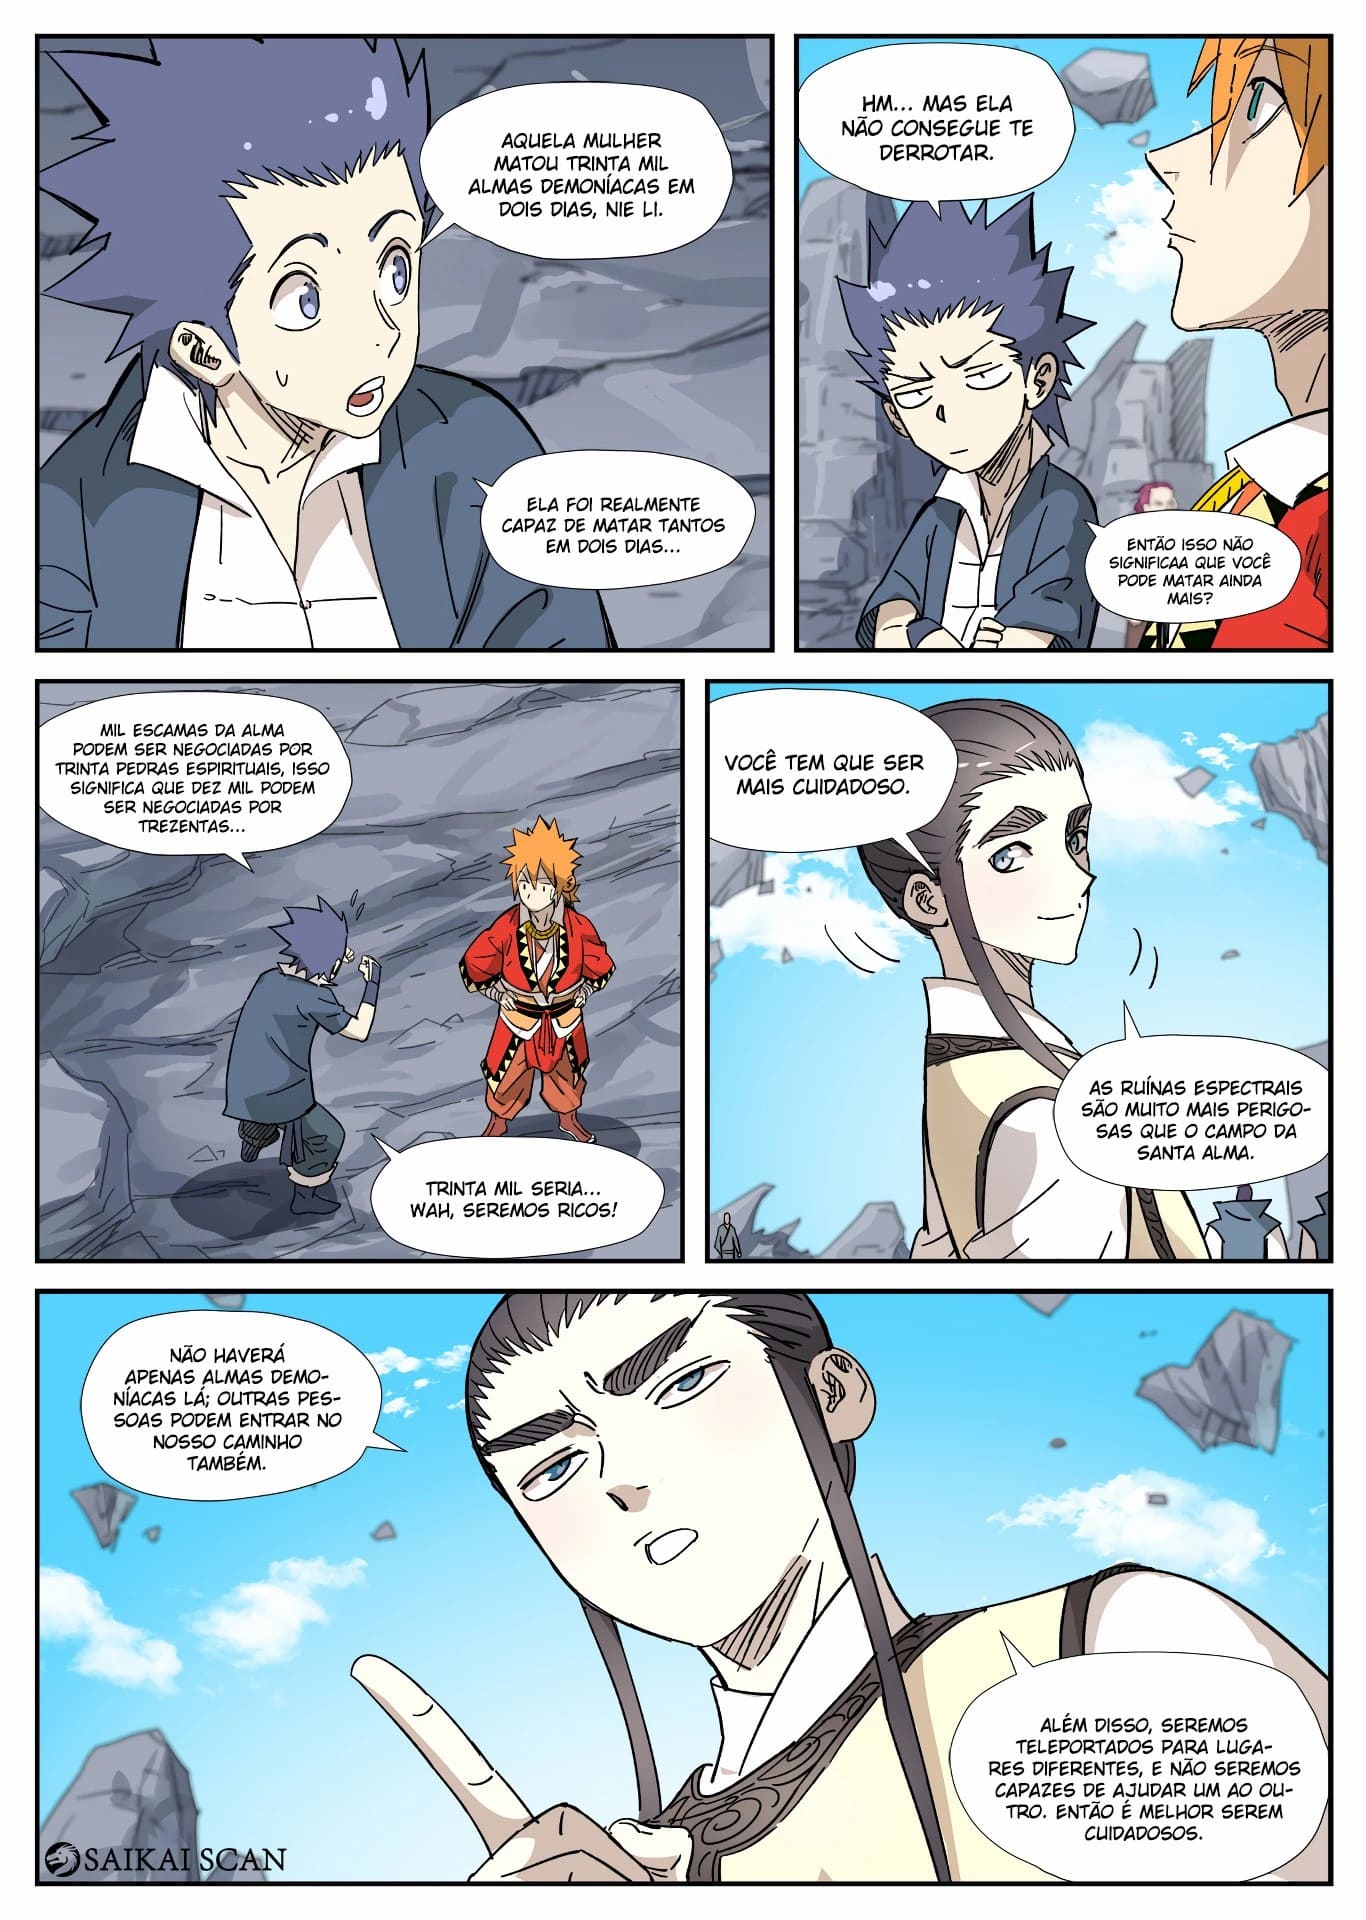 AQUELA MULHER
MATOU TRINTA MIL
ALMAS DEMONÍACAS EM
DOIS DIAS, NIE LI.
ELA FOI REALMENTE
CAPAZ DE MATAR TANTOS
EM DOIS DIAS...
HM... MAS ELA
NÃO CONSEGUE TE
DERROTAR.
ENTÃO ISSO NÃO
SIGNIFICAA QUE VOCÊ
PODE MATAR AINDA
MAIS?
MIL ESCAMAS DA ALMA
PODEM SER NEGOCIADAS POR
TRINTA PEDRAS ESPIRITUAIS, ISSO
SIGNIFICA QUE DEZ MIL PODEM
SER NEGOCIADAS POR
TREZENTAS...
TRINTA MIL SERIA...
WAH, SEREMOS RICOS!
VOCÊ TEM QUE SER
MAIS CUIDADOSO.
AS RUÍNAS ESPECTRAIS
SÃO MUITO MAIS PERIGO-
SAS QUE O CAMPO DA
SANTA ALMA.
NÃO HAVERÁ
APENAS ALMAS DEMO-
NÍACAS LÁ; OUTRAS PES-
SOAS PODEM ENTRAR NO
NOSSO CAMINHO
TAMBÉM.
ALÉM DISSO, SEREMOS
TELEPORTADOS PARA LUGA-
RES DIFERENTES, E NÃO SEREMOS
CAPAZES DE AJUDAR UM AO OU-
TRO. ENTÃO É MELHOR SEREM
CUIDADOSOS.
SAIKAI SCAN